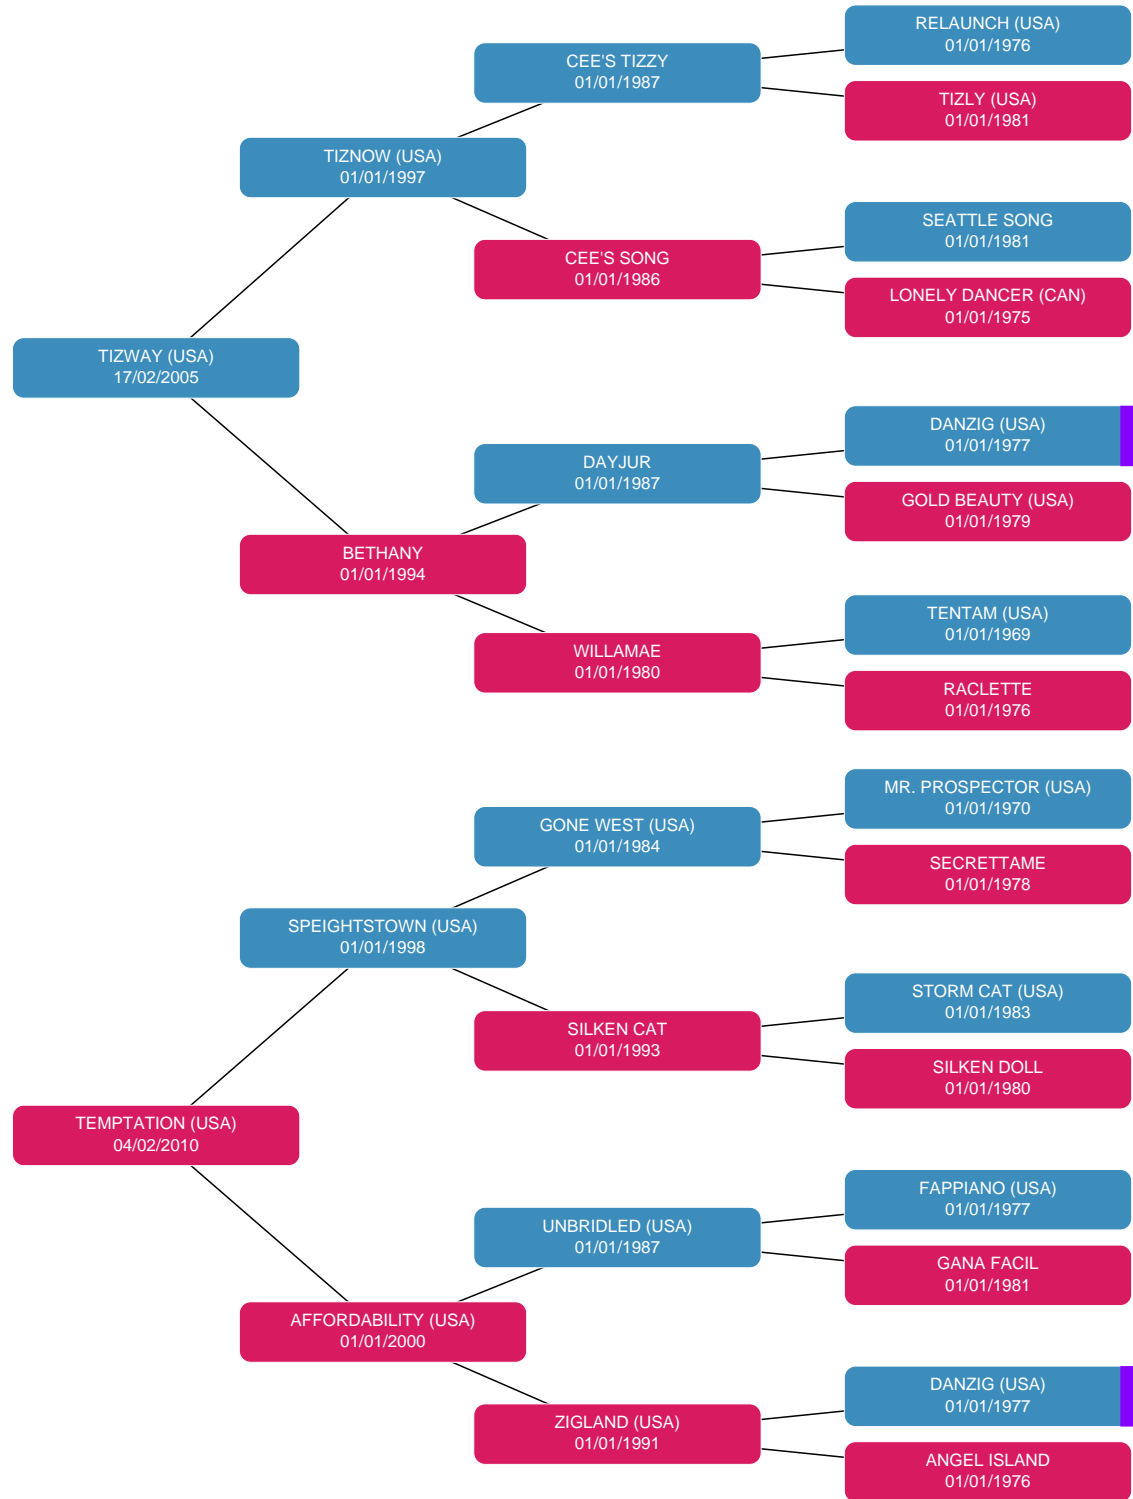 RELAUNCH (USA)
01/01/1976
CEE'S TIZZY
01/01/1987
TIZLY (USA)
01/01/1981
TIZNOW (USA)
01/01/1997
SEATTLE SONG
01/01/1981
CEE'S SONG
01/01/1986
LONELY DANCER (CAN)
01/01/1975
TIZWAY (USA)
17/02/2005
DANZIG (USA)
01/01/1977
DAYJUR
01/01/1987
GOLD BEAUTY (USA)
01/01/1979
BETHANY
01/01/1994
TENTAM (USA)
01/01/1969
WILLAMAE
01/01/1980
RACLETTE
01/01/1976
MR. PROSPECTOR (USA)
01/01/1970
GONE WEST (USA)
01/01/1984
SECRETTAME
01/01/1978
SPEIGHTSTOWN (USA)
01/01/1998
STORM CAT (USA)
01/01/1983
SILKEN CAT
01/01/1993
SILKEN DOLL
01/01/1980
TEMPTATION (USA)
04/02/2010
FAPPIANO (USA)
01/01/1977
UNBRIDLED (USA)
01/01/1987
GANA FACIL
01/01/1981
AFFORDABILITY (USA)
01/01/2000
DANZIG (USA)
01/01/1977
ZIGLAND (USA)
01/01/1991
ANGEL ISLAND
01/01/1976